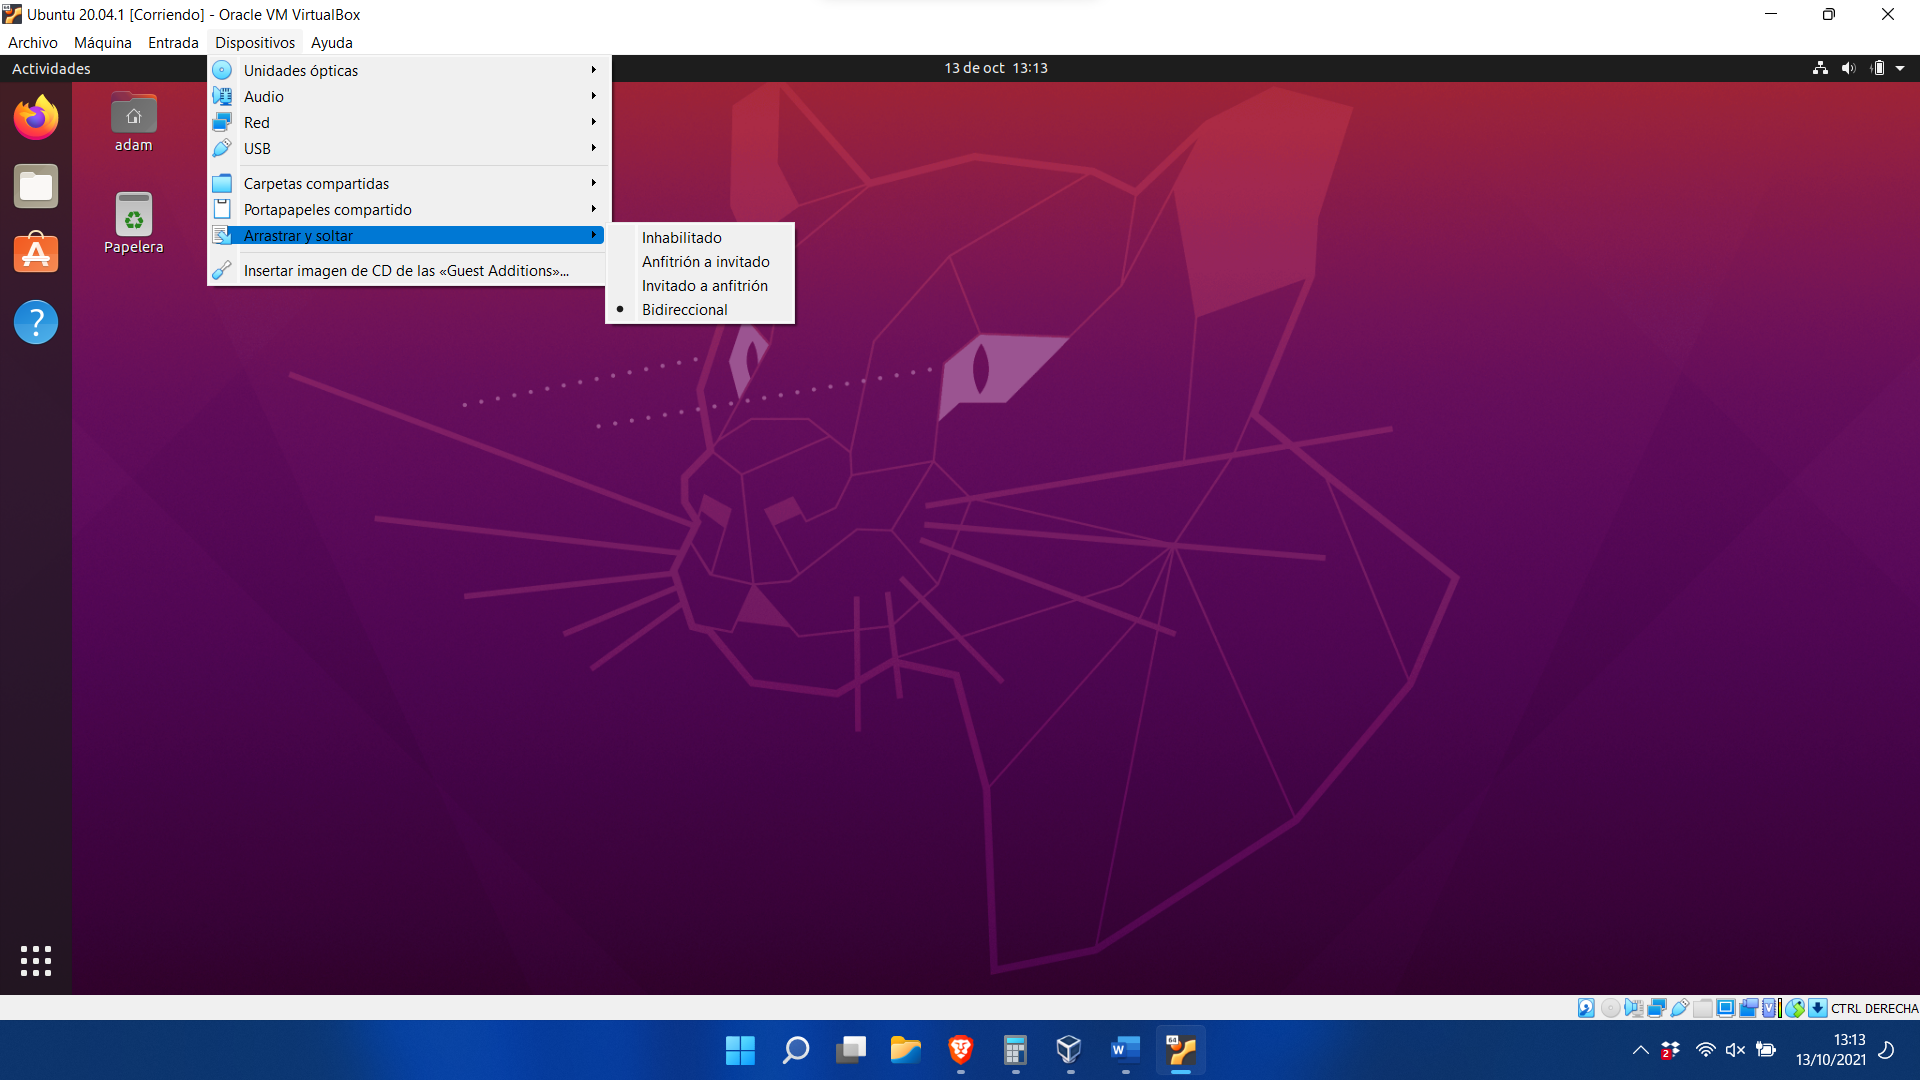 Ubuntu 20.04.1 [Corriendo] - Oracle VM VirtualBox
Archivo Máquina Entrada Dispositivos Ayuda
Actividades
13 de oct 13:13
Unidades ópticas
Audio
Red
USB
Carpetas compartidas
Portapapeles compartido
Arrastrar y soltar
Insertar imagen de CD de las «Guest Additions»...
Inhabilitado
Anfitrión a invitado
Invitado a anfitrión
Bidireccional
adam
Papelera
?
CTRL DERECHA
W
64
2
13:13
13/10/2021